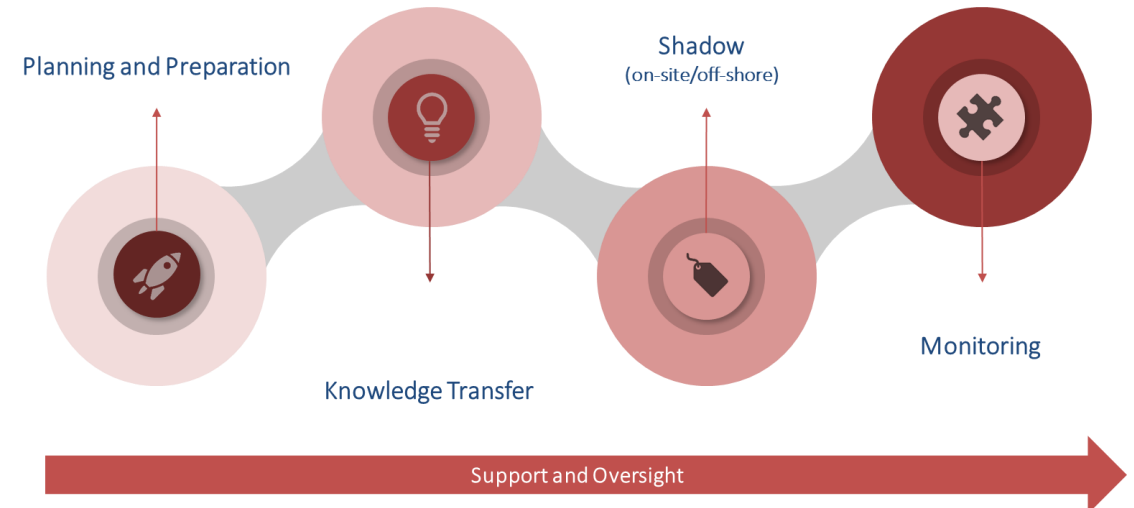 Planning and Preparation
Knowledge Transfer
Shadow
(on-site/off-shore)
Monitoring
Support and Oversight